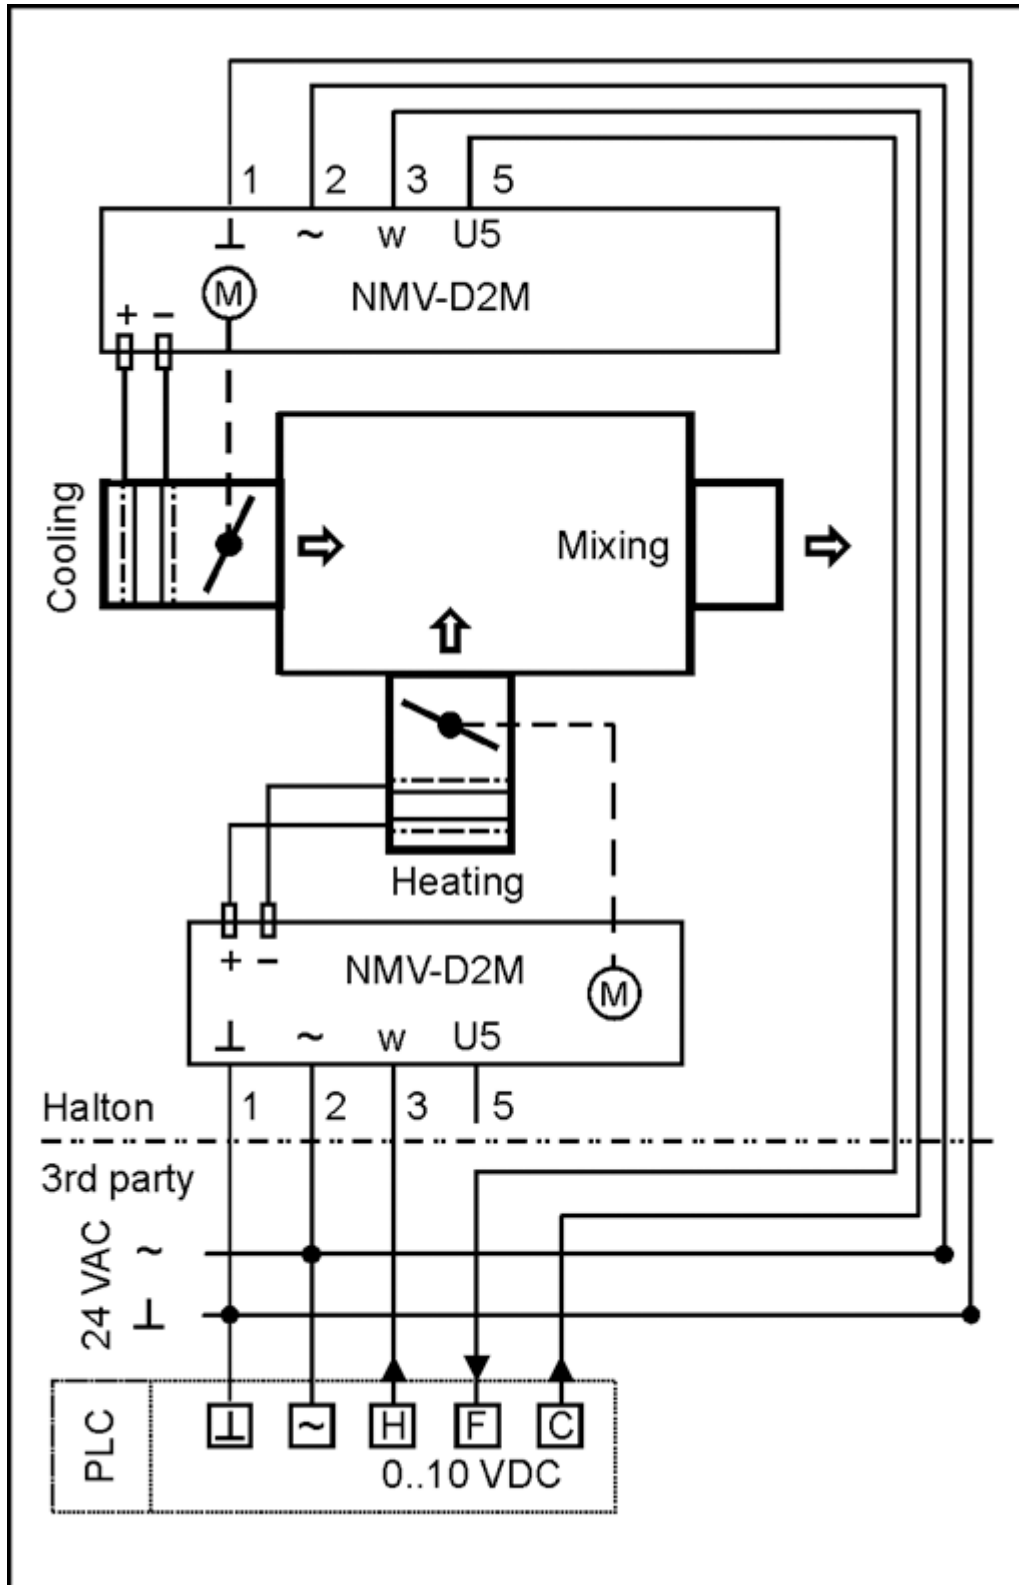 1 2 3 5
⊥ ~ w U5
M NMV-D2M
+ −
Cooling
Mixing
Heating
+ − NMV-D2M
M
⊥ ~ w U5
1 2 3 5
Halton
3rd party
24 VAC
~
⊥
PLC
⊥ ~ H F C
0..10 VDC